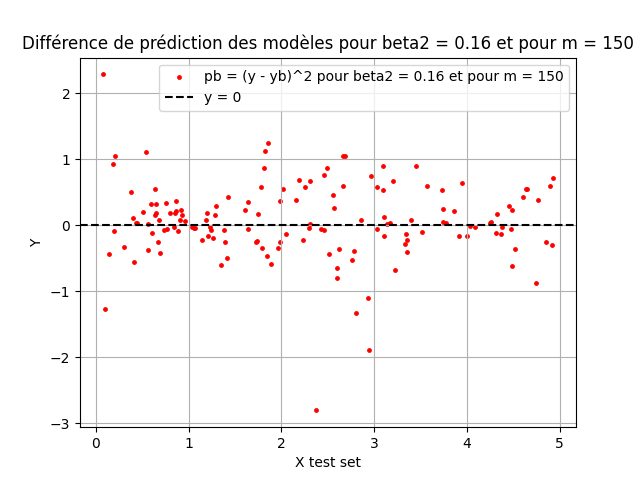 Différence de prédiction des modèles pour beta2 = 0.16 et pour m = 150
pb = (y - yb)^2 pour beta2 = 0.16 et pour m = 150
y = 0
2
1
0
−1
−2
−3
Y
0 1 2 3 4 5
X test set